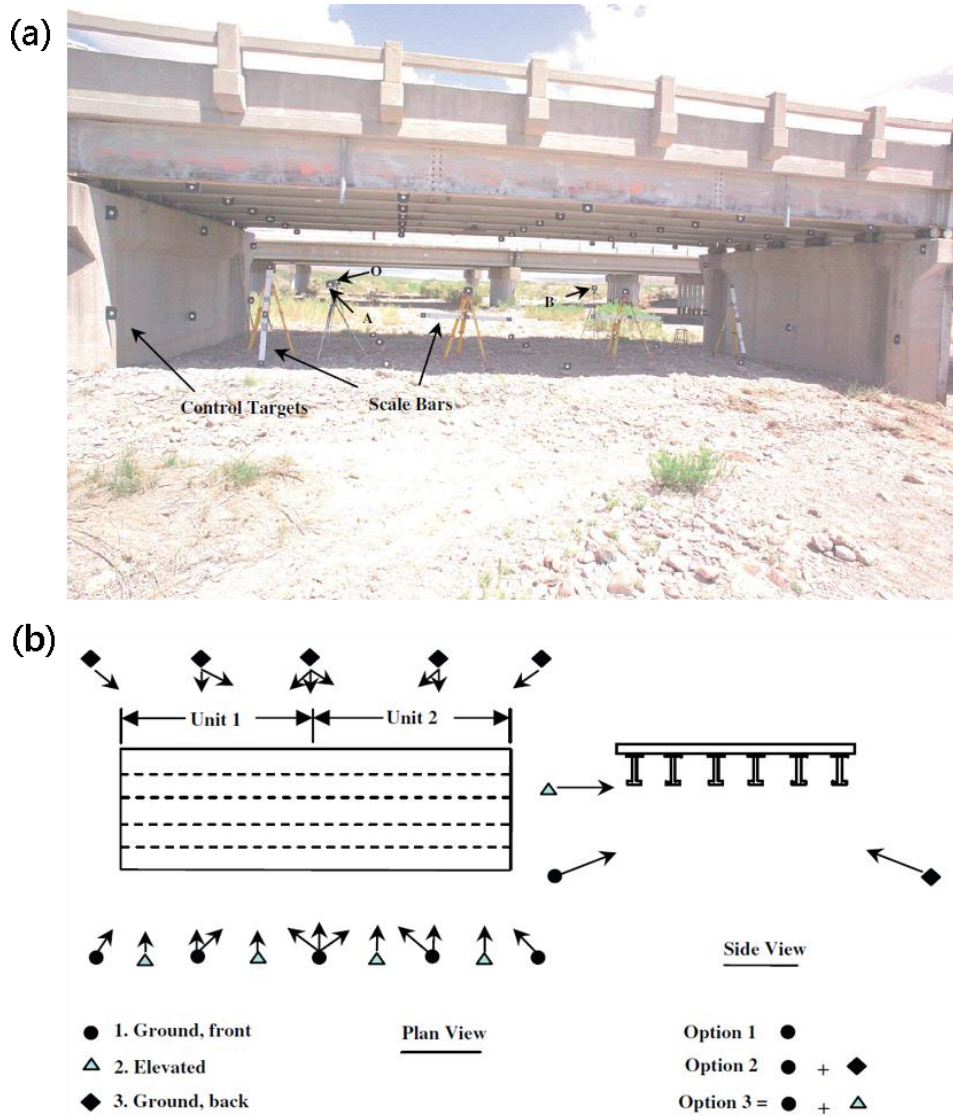 (a)
O
B
A
Control Targets
Scale Bars
(b)
Unit 1
Unit 2
1. Ground, front
2. Elevated
3. Ground, back
Plan View
Side View
Option 1
Option 2 +
Option 3 = +